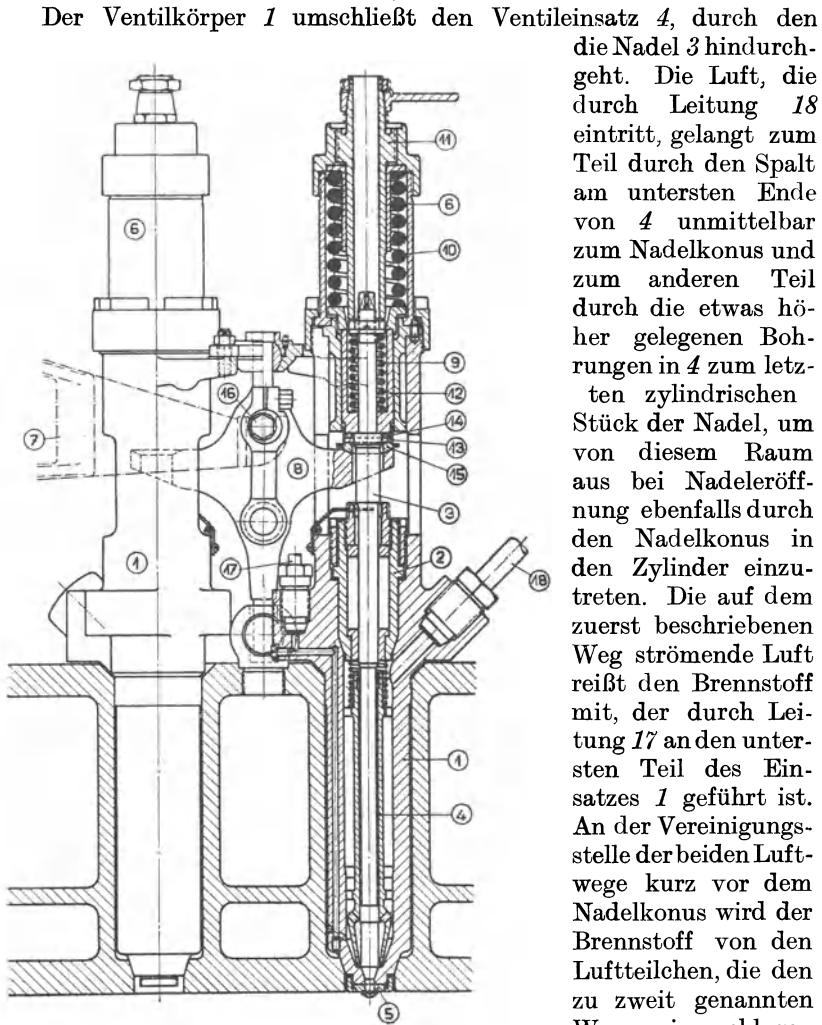 Der Ventilkörper 1 umschließt den Ventileinsatz 4, durch den
die Nadel 3 hindurch-
geht. Die Luft, die
durch Leitung 18
eintritt, gelangt zum
Teil durch den Spalt
am untersten Ende
von 4 unmittelbar
zum Nadelkonus und
zum anderen Teil
durch die etwas hö-
her gelegenen Boh-
rungen in 4 zum letz-
ten zylindrischen
Stück der Nadel, um
von diesem Raum
aus bei Nadeleröff-
nung ebenfalls durch
den Nadelkonus in
den Zylinder einzu-
treten. Die auf dem
zuerst beschriebenen
Weg strömende Luft
reißt den Brennstoff
mit, der durch Lei-
tung 17 an den unter-
sten Teil des Ein-
satzes 1 geführt ist.
An der Vereinigungs-
stelle der beiden Luft-
wege kurz vor dem
Nadelkonus wird der
Brennstoff von den
Luftteilchen, die den
zu zweit genannten
11
6
6
10
9
16
12
14
7
13
8
15
3
1
17
2
18
1
4
5